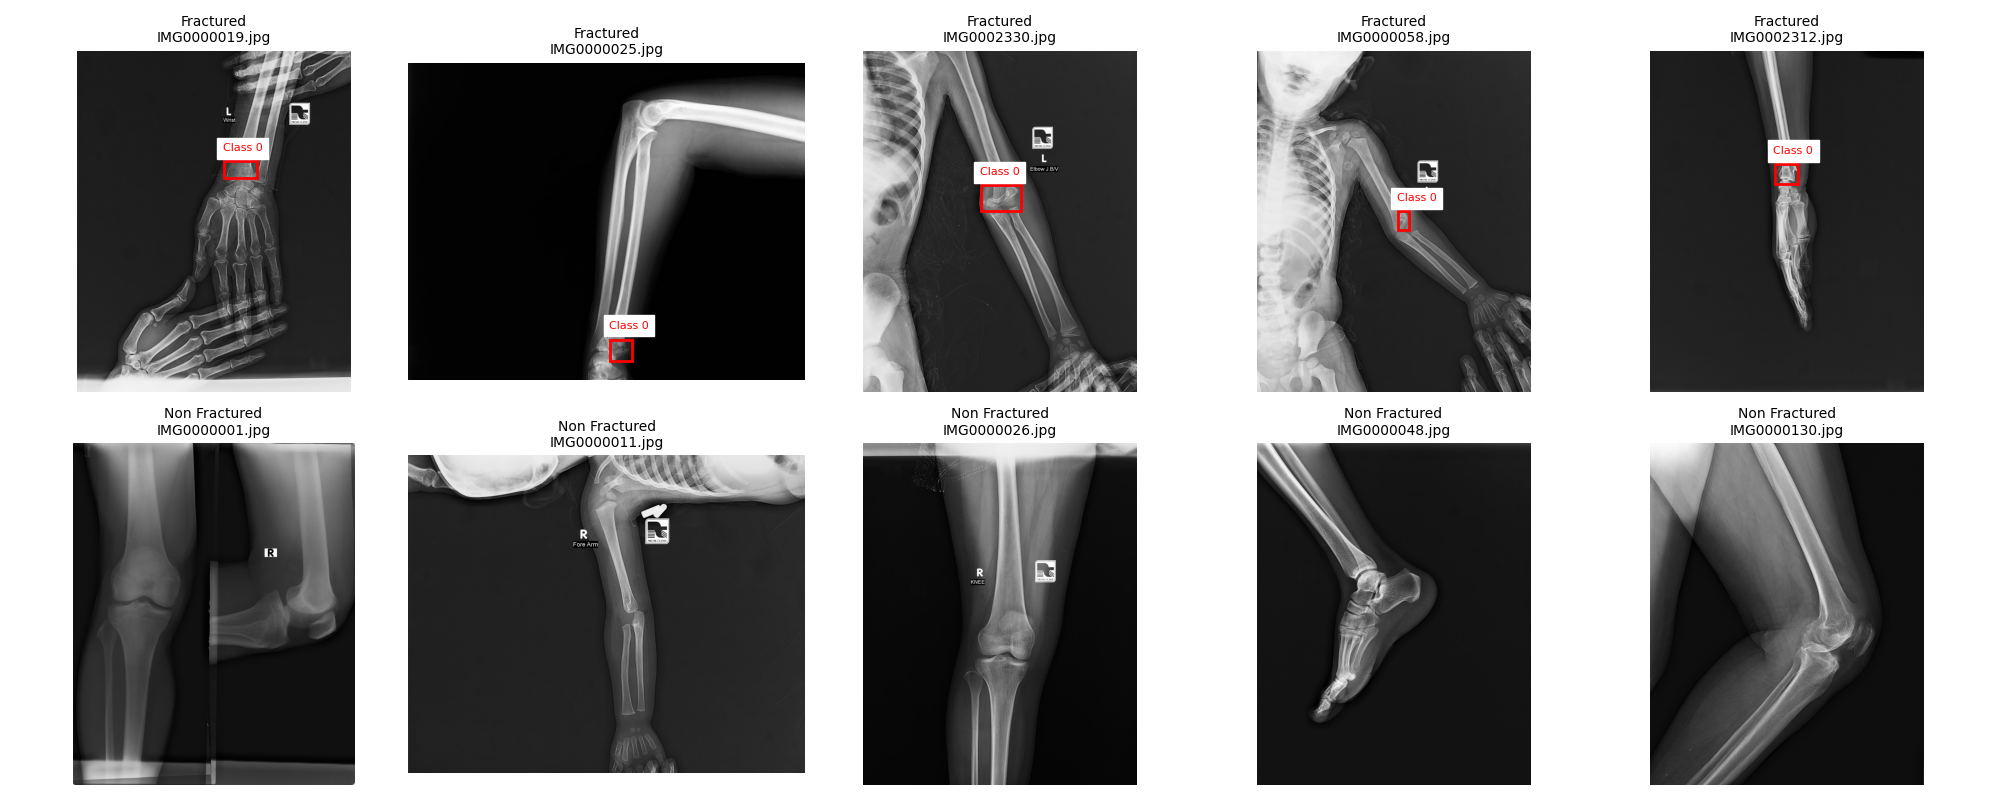 Fractured
IMG0000019.jpg
Fractured
IMG0000025.jpg
Fractured
IMG0002330.jpg
Fractured
IMG0000058.jpg
Fractured
IMG0002312.jpg
L
Wrist
Class 0
Class 0
L
Elbow J B/V
Class 0
Class 0
Class 0
Non Fractured
IMG0000001.jpg
Non Fractured
IMG0000011.jpg
Non Fractured
IMG0000026.jpg
Non Fractured
IMG0000048.jpg
Non Fractured
IMG0000130.jpg
R
R
Fore Arm
R
KNEE